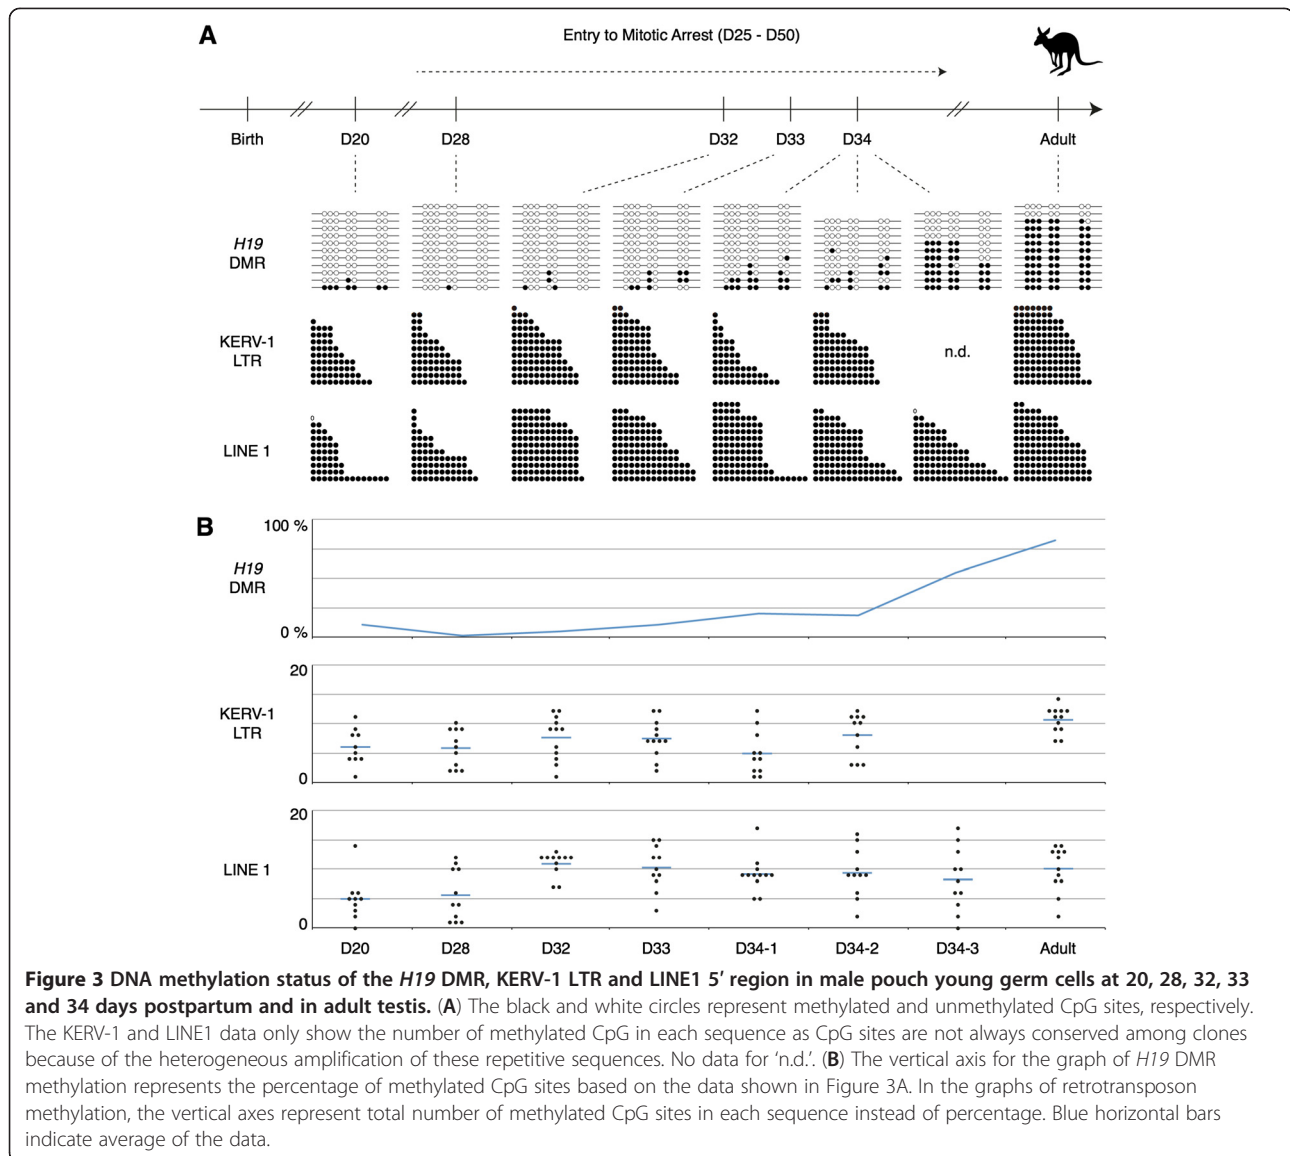 A
Entry to Mitotic Arrest (D25 - D50)
Birth D20 D28 D32 D33 D34 Adult
H19
DMR
KERV-1
LTR
n.d.
LINE 1
B
100 %
H19
DMR
0 %
20
KERV-1
LTR
0
20
LINE 1
0
D20 D28 D32 D33 D34-1 D34-2 D34-3 Adult
Figure 3 DNA methylation status of the H19 DMR, KERV-1 LTR and LINE1 5′ region in male pouch young germ cells at 20, 28, 32, 33
and 34 days postpartum and in adult testis. (A) The black and white circles represent methylated and unmethylated CpG sites, respectively.
The KERV-1 and LINE1 data only show the number of methylated CpG in each sequence as CpG sites are not always conserved among clones
because of the heterogeneous amplification of these repetitive sequences. No data for ‘n.d.’. (B) The vertical axis for the graph of H19 DMR
methylation represents the percentage of methylated CpG sites based on the data shown in Figure 3A. In the graphs of retrotransposon
methylation, the vertical axes represent total number of methylated CpG sites in each sequence instead of percentage. Blue horizontal bars
indicate average of the data.